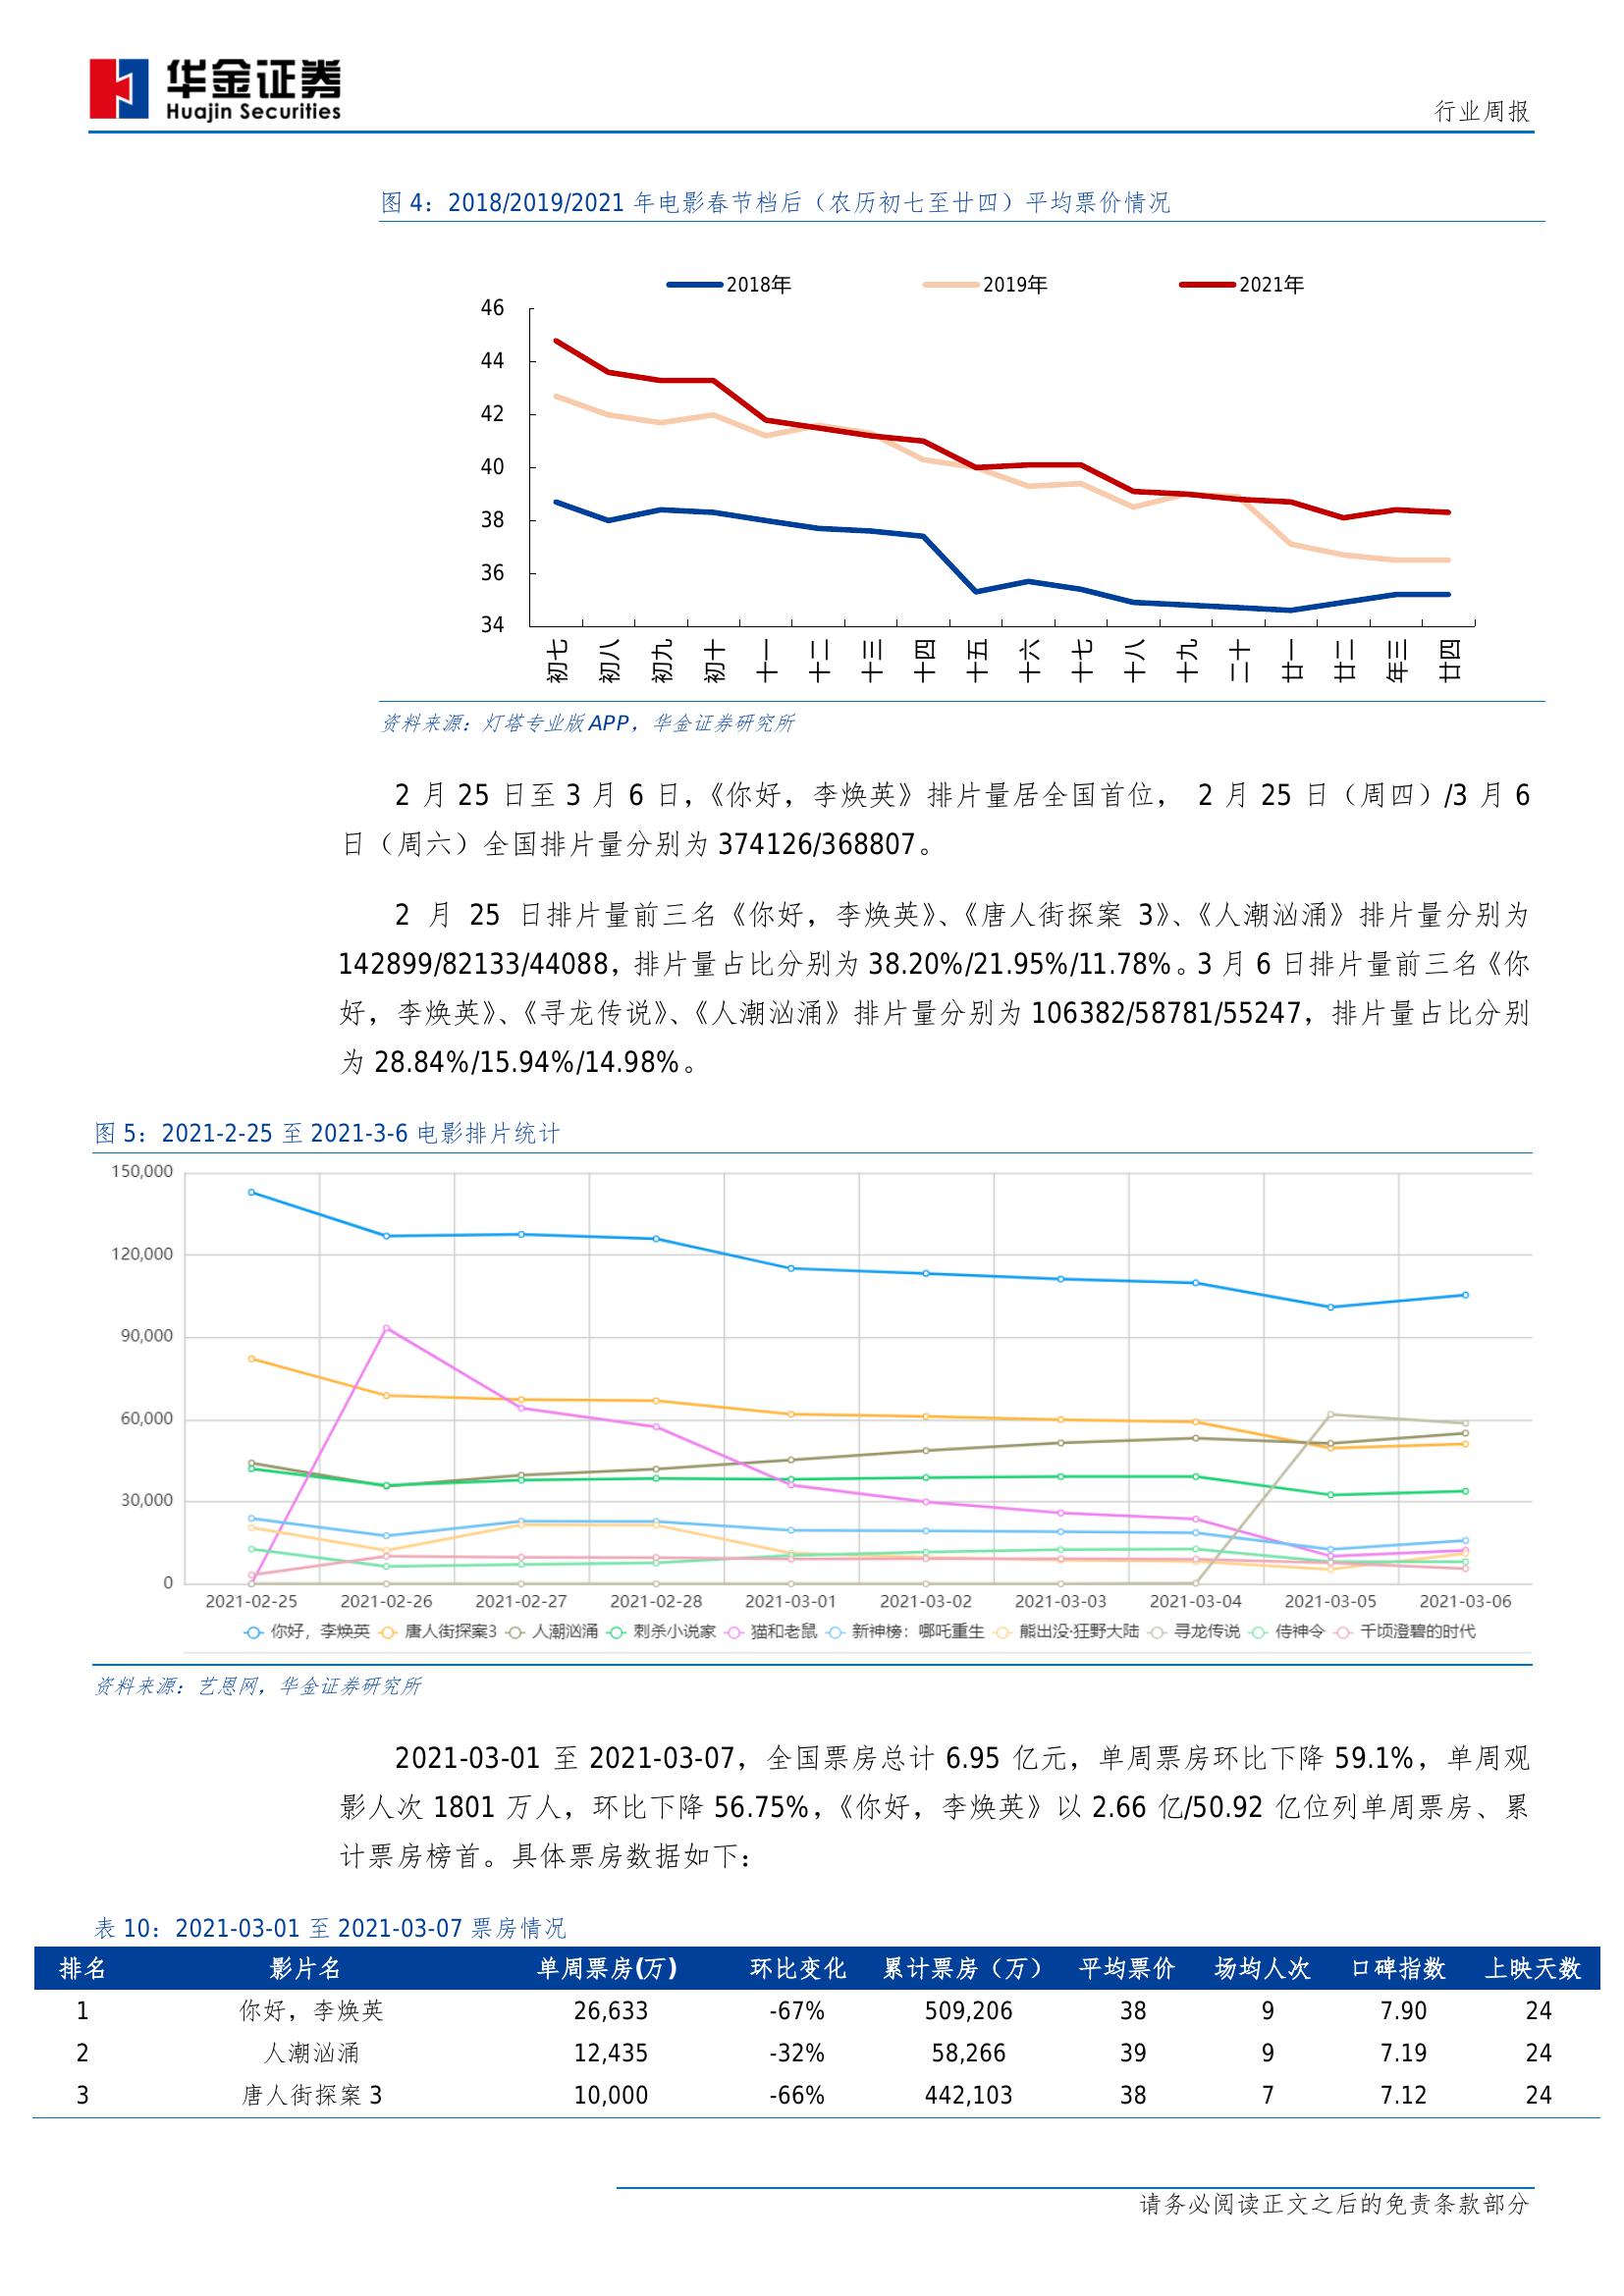 华金证券
Huajin Securities
行业周报
图 4：2018/2019/2021 年电影春节档后（农历初七至廿四）平均票价情况
2018年 2019年 2021年
46
44
42
40
38
36
34
初七 初八 初九 初十 十一 十二 十三 十四 十五 十六 十七 十八 十九 二十 廿一 廿二 年三 廿四
资料来源：灯塔专业版 APP，华金证券研究所
2 月 25 日至 3 月 6 日，《你好，李焕英》排片量居全国首位， 2 月 25 日（周四）/3 月 6
日（周六）全国排片量分别为 374126/368807。
2 月 25 日排片量前三名《你好，李焕英》、《唐人街探案 3》、《人潮汹涌》排片量分别为
142899/82133/44088，排片量占比分别为 38.20%/21.95%/11.78%。3 月 6 日排片量前三名《你
好，李焕英》、《寻龙传说》、《人潮汹涌》排片量分别为 106382/58781/55247，排片量占比分别
为 28.84%/15.94%/14.98%。
图 5：2021-2-25 至 2021-3-6 电影排片统计
150,000
120,000
90,000
60,000
30,000
0
2021-02-25 2021-02-26 2021-02-27 2021-02-28 2021-03-01 2021-03-02 2021-03-03 2021-03-04 2021-03-05 2021-03-06
你好，李焕英 唐人街探案3 人潮汹涌 刺杀小说家 猫和老鼠 新神榜：哪吒重生 熊出没·狂野大陆 寻龙传说 侍神令 千顷澄碧的时代
资料来源：艺恩网，华金证券研究所
2021-03-01 至 2021-03-07，全国票房总计 6.95 亿元，单周票房环比下降 59.1%，单周观
影人次 1801 万人，环比下降 56.75%，《你好，李焕英》以 2.66 亿/50.92 亿位列单周票房、累
计票房榜首。具体票房数据如下：
表 10：2021-03-01 至 2021-03-07 票房情况
排名 影片名 单周票房(万) 环比变化 累计票房（万） 平均票价 场均人次 口碑指数 上映天数
1 你好，李焕英 26,633 -67% 509,206 38 9 7.90 24
2 人潮汹涌 12,435 -32% 58,266 39 9 7.19 24
3 唐人街探案 3 10,000 -66% 442,103 38 7 7.12 24
请务必阅读正文之后的免责条款部分